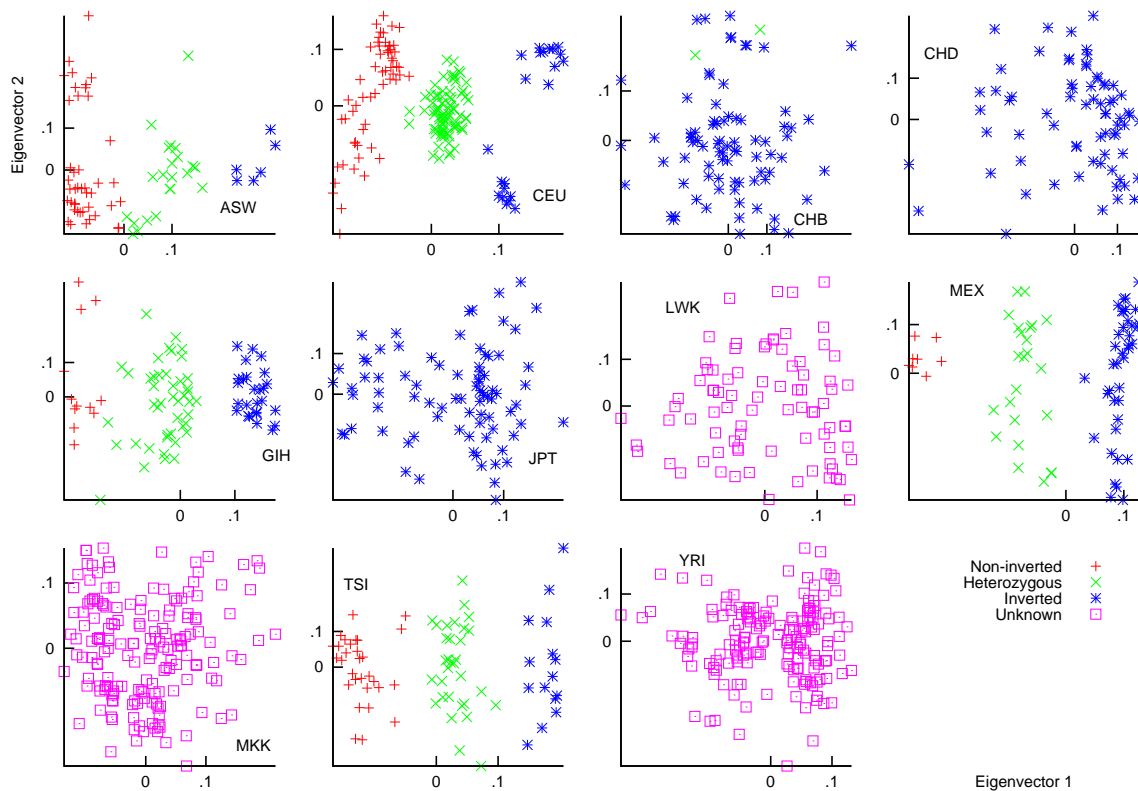 Eigenvector 2
.1
0
0
.1
ASW
.1
0
0
.1
CEU
.1
0
0
.1
CHB
.1
0
0
.1
CHD
.1
0
0
.1
GIH
.1
0
0
.1
JPT
.1
0
0
.1
LWK
.1
0
0
.1
MEX
.1
0
0
.1
MKK
.1
0
0
.1
TSI
.1
0
0
.1
YRI
Non-inverted
Heterozygous
Inverted
Unknown
Eigenvector 1